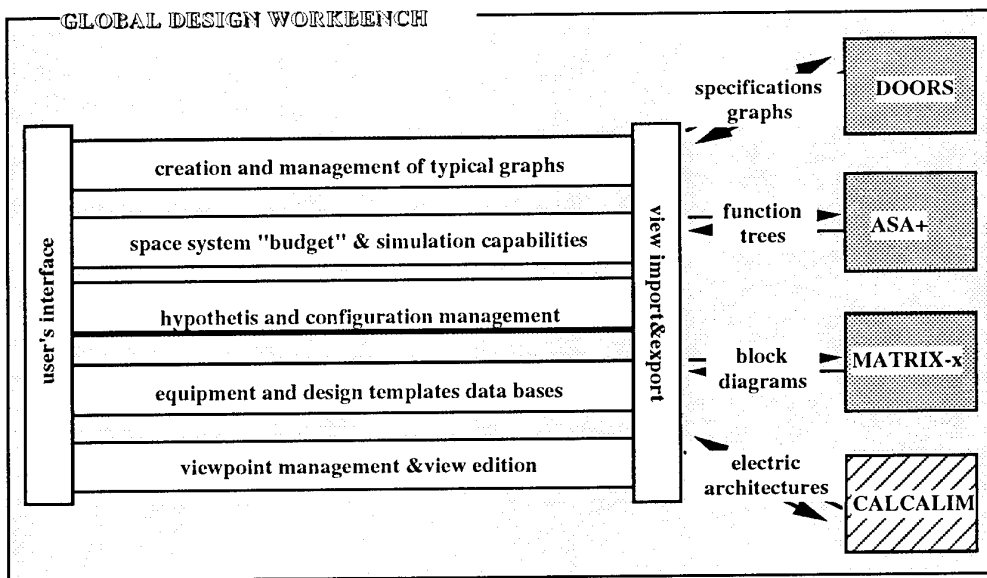 GLOBAL DESIGN WORKBENCH
user's interface
creation and management of typical graphs
space system "budget" & simulation capabilities
hypothetis and configuration management
equipment and design templates data bases
viewpoint management &view edition
view import&export
specifications
graphs
DOORS
function
trees
ASA+
block
diagrams
MATRIX-x
electric
architectures
CALCALIM